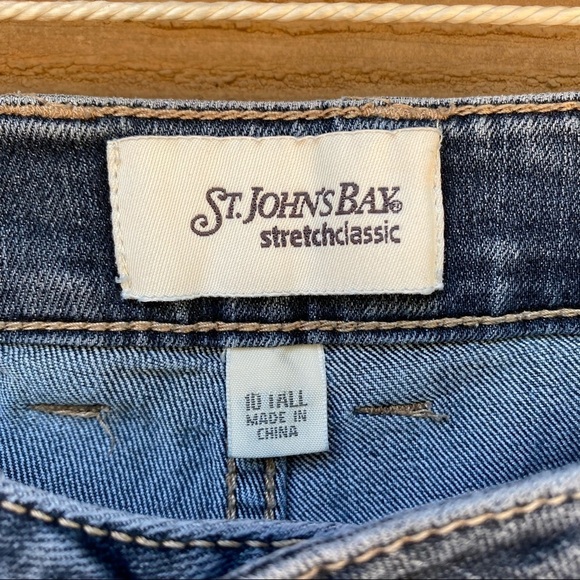 ST. JOHN'S BAY®
stretchclassic
10 TALL
MADE IN
CHINA